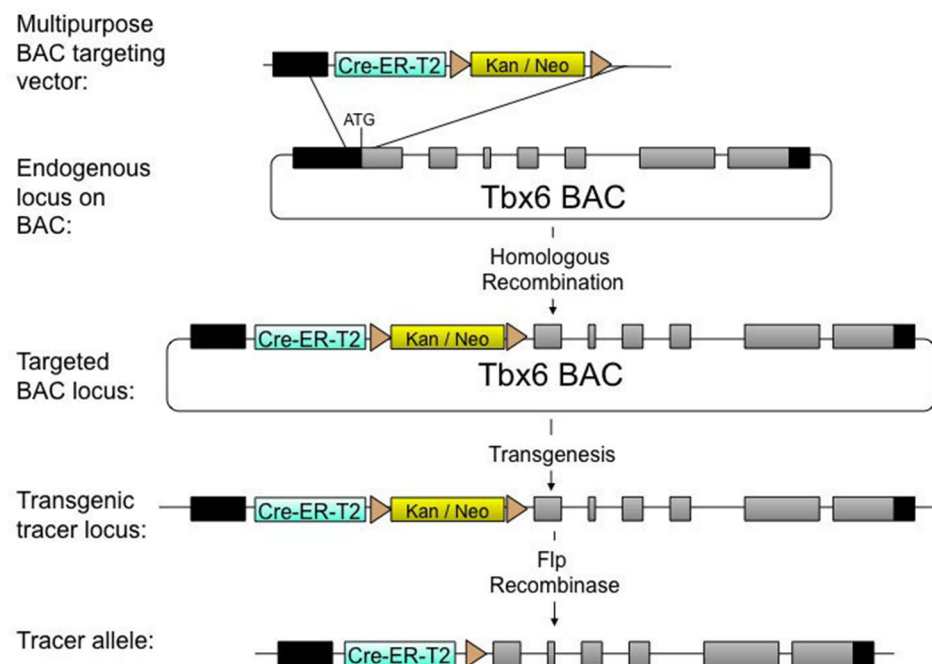 Multipurpose
BAC targeting
vector:
Cre-ER-T2
Kan / Neo
ATG
Endogenous
locus on
BAC:
Tbx6 BAC
Homologous
Recombination
Targeted
BAC locus:
Cre-ER-T2
Kan / Neo
Tbx6 BAC
Transgenesis
Transgenic
tracer locus:
Cre-ER-T2
Kan / Neo
Flp
Recombinase
Tracer allele:
Cre-ER-T2